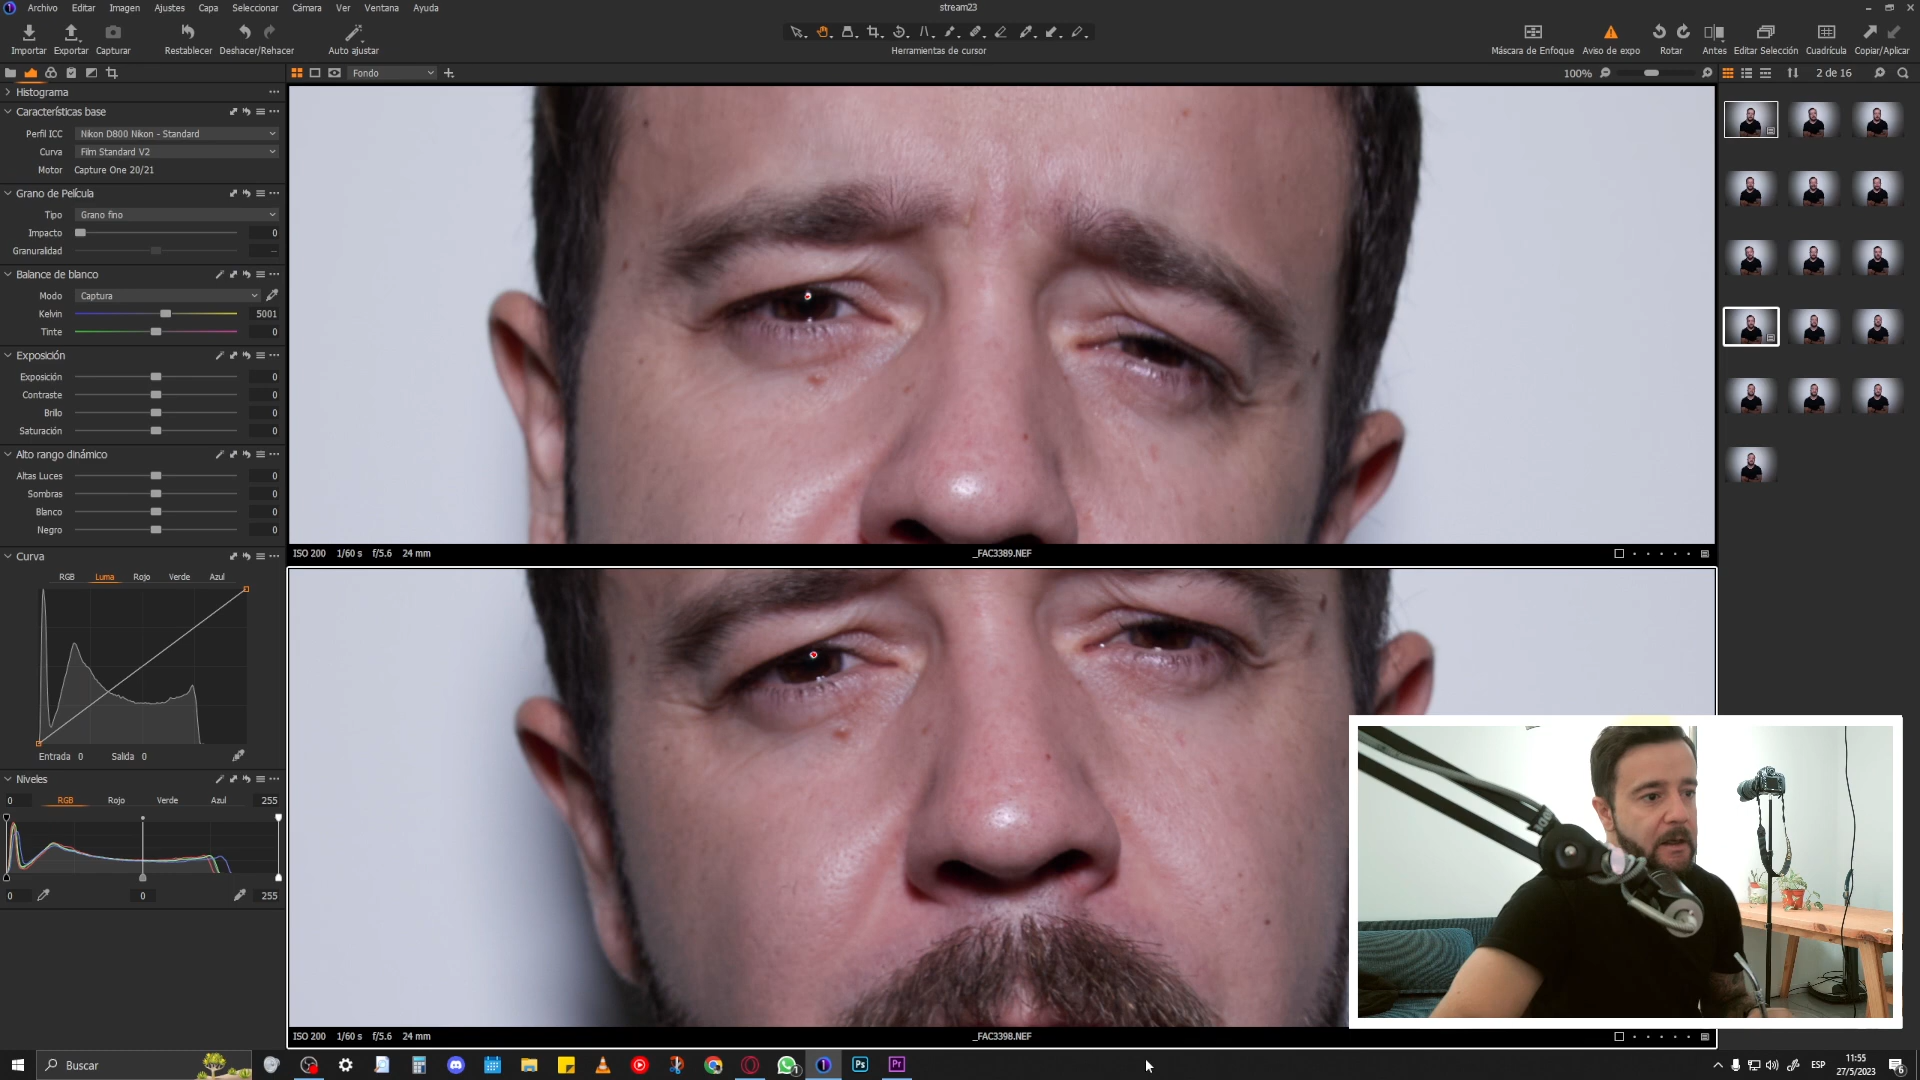 Archivo Editar Imagen Ajustes Capa Seleccionar Cámara Ver Ventana Ayuda
stream23
Importar Exportar Capturar Restablecer Deshacer/Rehacer Auto ajustar
Herramientas de cursor
Máscara de Enfoque Aviso de expo Rotar Antes Editar Selección Cuadrícula Copiar/Aplicar
Fondo
100%
2 de 16
Histograma
Características base
Perfil ICC Nikon D800 Nikon - Standard
Curva Film Standard V2
Motor Capture One 20/21
Grano de Película
Tipo Grano fino
Impacto 0
Granuralidad
Balance de blanco
Modo Captura
Kelvin 5001
Tinte 0
Exposición
Exposición 0
Contraste 0
Brillo 0
Saturación 0
Alto rango dinámico
Altas Luces 0
Sombras 0
Blanco 0
Negro 0
Curva
RGB Luma Rojo Verde Azul
Entrada 0 Salida 0
Niveles
0 RGB Rojo Verde Azul 255
0 0 255
ISO 200 1/60 s f/5.6 24 mm
_FAC3389.NEF
ISO 200 1/60 s f/5.6 24 mm
_FAC3398.NEF
Buscar
Ps
Pr
ESP
11:55
27/5/2023
6